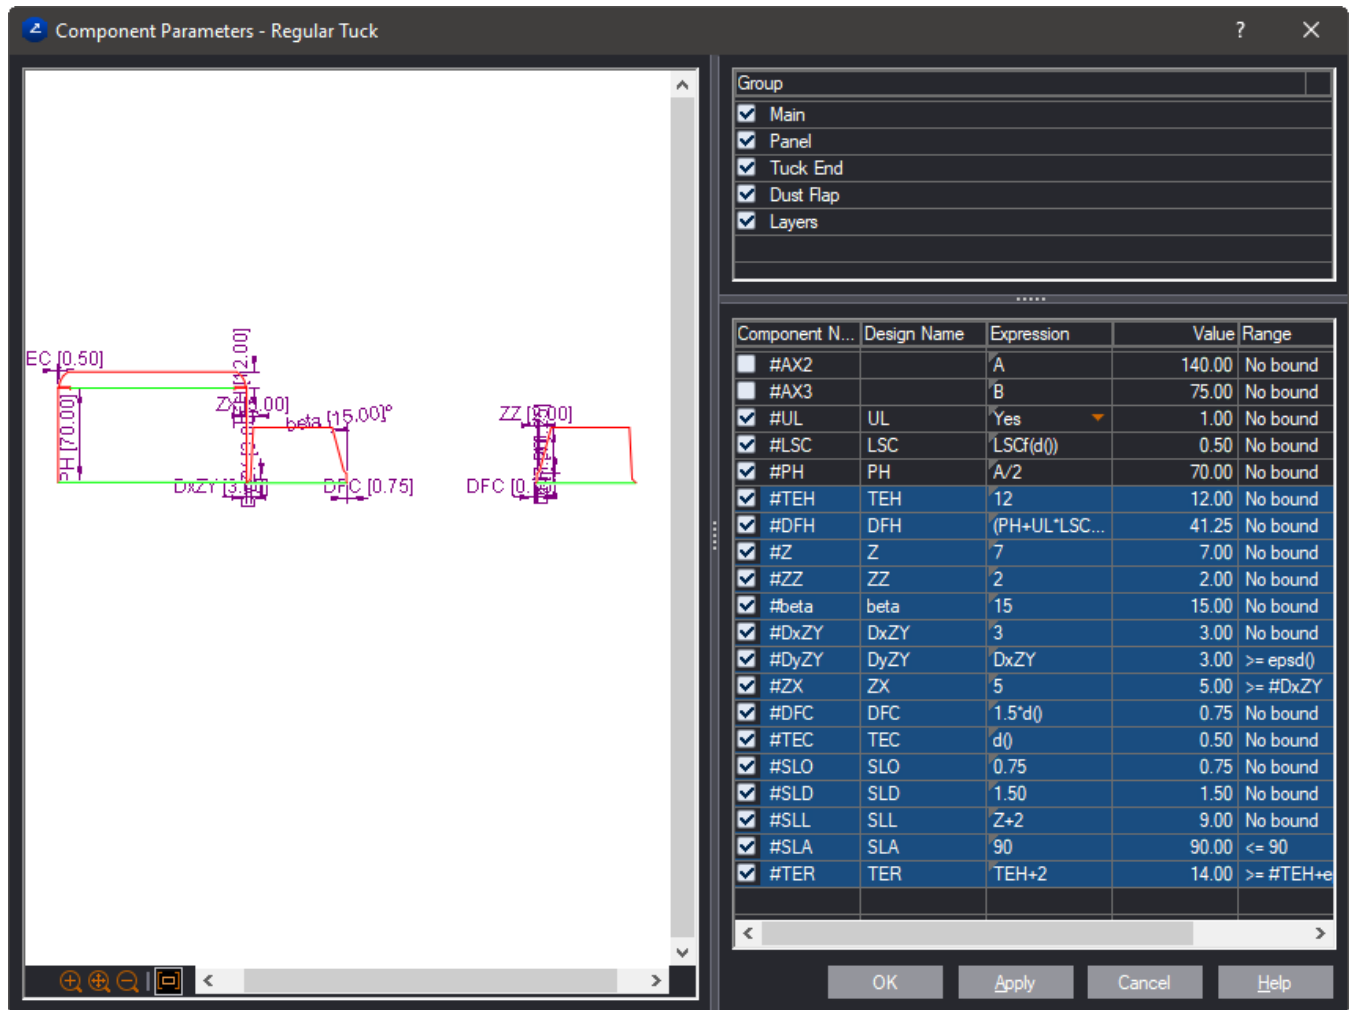 Component Parameters - Regular Tuck
?
Group
Main
Panel
Tuck End
Dust Flap
Layers
EC [0.50]
PH [70.00]
beta [15.00]°
DFC [0.75]
ZZ [2.00]
DFC [0.
Component N... Design Name Expression Value Range
#AX2 A 140.00 No bound
#AX3 B 75.00 No bound
#UL UL Yes 1.00 No bound
#LSC LSC LSCf(d()) 0.50 No bound
#PH PH A/2 70.00 No bound
#TEH TEH 12 12.00 No bound
#DFH DFH (PH+UL*LSC... 41.25 No bound
#Z Z 7 7.00 No bound
#ZZ ZZ 2 2.00 No bound
#beta beta 15 15.00 No bound
#DxZY DxZY 3 3.00 No bound
#DyZY DyZY DxZY 3.00 >= epsd()
#ZX ZX 5 5.00 >= #DxZY
#DFC DFC 1.5*d() 0.75 No bound
#TEC TEC d() 0.50 No bound
#SLO SLO 0.75 0.75 No bound
#SLD SLD 1.50 1.50 No bound
#SLL SLL Z+2 9.00 No bound
#SLA SLA 90 90.00 <= 90
#TER TER TEH+2 14.00 >= #TEH+e
OK Apply Cancel Help